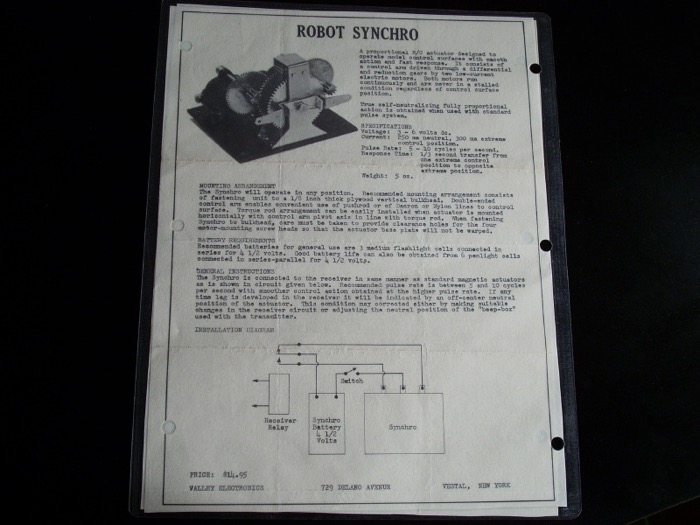 ROBOT SYNCHRO
A proportional R/C actuator designed to
operate model control surfaces with smooth
action and fast response. It consists of
a control arm driven through a differential
and reduction gears by two low-current
electric motors. Both motors run
continuously and are never in a stalled
condition regardless of control surface
position.
True self-neutralizing fully proportional
action is obtained when used with standard
pulse system.
SPECIFICATIONS
Voltage: 3 - 6 volts dc.
Current: 250 ma neutral, 300 ma extreme
control position.
Pulse Rate: 5 - 10 cycles per second.
Response Time: 1/3 second transfer from
one extreme control
position to opposite
extreme position.
Weight: 5 oz.
MOUNTING ARRANGEMENT
The Synchro will operate in any position. Recommended mounting arrangement consists
of fastening unit to a 1/8 inch thick plywood vertical bulkhead. Double-ended
control arm enables convenient use of pushrod or of Dacron or Nylon lines to control
surface. Torque rod arrangement can be easily installed when actuator is mounted
horizontally with control arm pivot axis in line with torque rod. When fastening
Synchro to bulkhead, care must be taken to provide clearance holes for the four
motor-mounting screw heads so that the actuator base plate will not be warped.
BATTERY REQUIREMENTS
Recommended batteries for general use are 3 medium flashlight cells connected in
series for 4 1/2 volts. Good battery life can also be obtained from 6 penlight cells
connected in series-parallel for 4 1/2 volts.
GENERAL INSTRUCTIONS
The Synchro is connected to the receiver in same manner as standard magnetic actuators
as is shown in circuit given below. Recommended pulse rate is between 5 and 10 cycles
per second with smoother control action obtained at the higher pulse rate. If any
time lag is developed in the receiver it will be indicated by an off-center neutral
position of the actuator. This condition may corrected either by making suitable
changes in the receiver circuit or adjusting the neutral position of the "beep-box"
used with the transmitter.
INSTALLATION DIAGRAM
Switch
Receiver
Relay
Synchro
Battery
4 1/2
Volts
Synchro
PRICE: $14.95
VALLEY ELECTRONICS 729 DELANO AVENUE VESTAL, NEW YORK